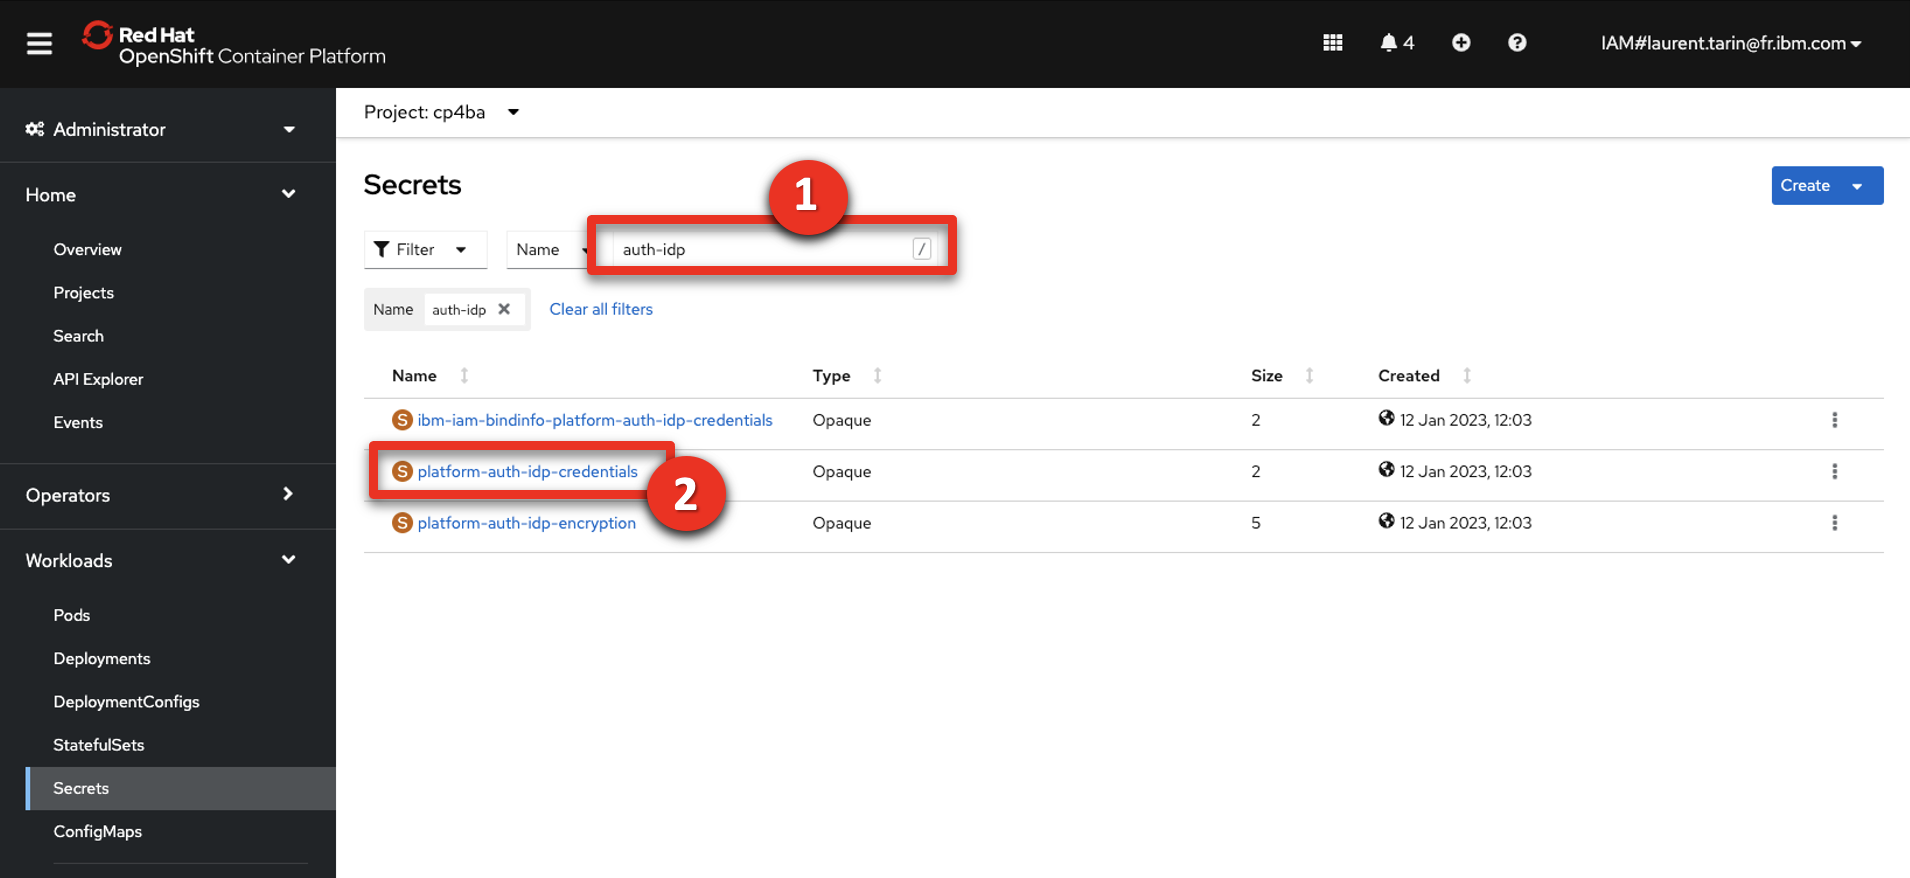 Red Hat
OpenShift Container Platform
4
IAM#laurent.tarin@fr.ibm.com
Administrator
Project: cp4ba
Home
Overview
Projects
Search
API Explorer
Events
Operators
Workloads
Pods
Deployments
DeploymentConfigs
StatefulSets
Secrets
ConfigMaps
Secrets
1
Create
Filter
Name
auth-idp
/
Name auth-idp
Clear all filters
Name Type Size Created
S ibm-iam-bindinfo-platform-auth-idp-credentials Opaque 2 12 Jan 2023, 12:03
S platform-auth-idp-credentials Opaque 2 12 Jan 2023, 12:03
2
S platform-auth-idp-encryption Opaque 5 12 Jan 2023, 12:03